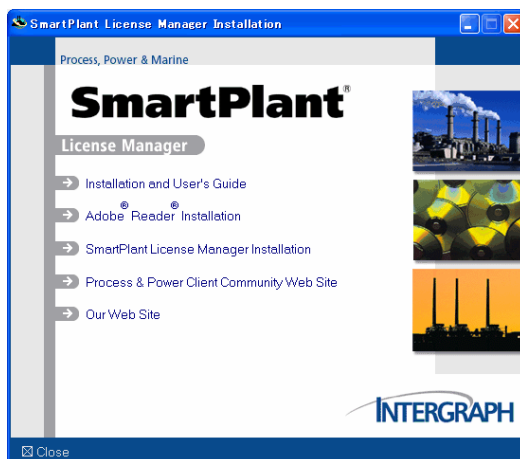 SmartPlant License Manager Installation
Process, Power & Marine
SmartPlant®
License Manager
Installation and User's Guide
Adobe® Reader® Installation
SmartPlant License Manager Installation
Process & Power Client Community Web Site
Our Web Site
INTERGRAPH
Close